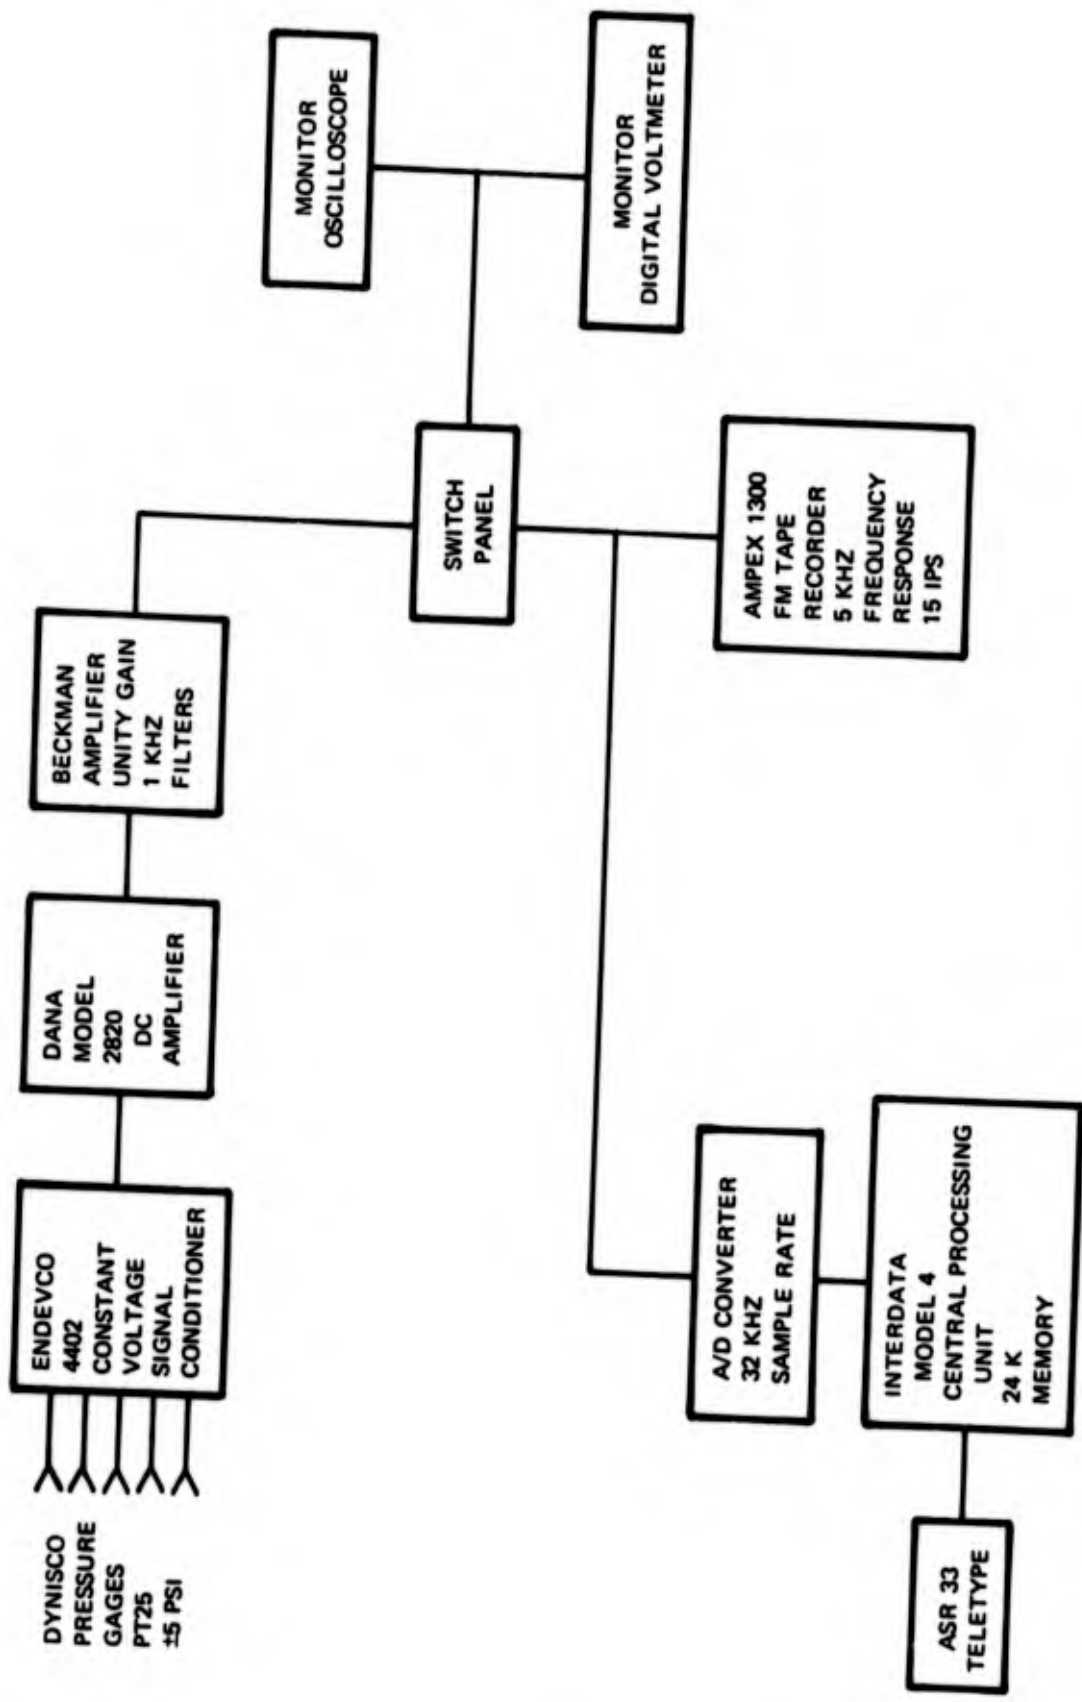 DYNISCO
PRESSURE
GAGES
PT25
±5 PSI
ENDEVCO
4402
CONSTANT
VOLTAGE
SIGNAL
CONDITIONER
DANA
MODEL
2820
DC
AMPLIFIER
BECKMAN
AMPLIFIER
UNITY GAIN
1 KHZ
FILTERS
SWITCH
PANEL
MONITOR
OSCILLOSCOPE
MONITOR
DIGITAL VOLTMETER
AMPEX 1300
FM TAPE
RECORDER
5 KHZ
FREQUENCY
RESPONSE
15 IPS
A/D CONVERTER
32 KHZ
SAMPLE RATE
INTERDATA
MODEL 4
CENTRAL PROCESSING
UNIT
24 K
MEMORY
ASR 33
TELETYPE